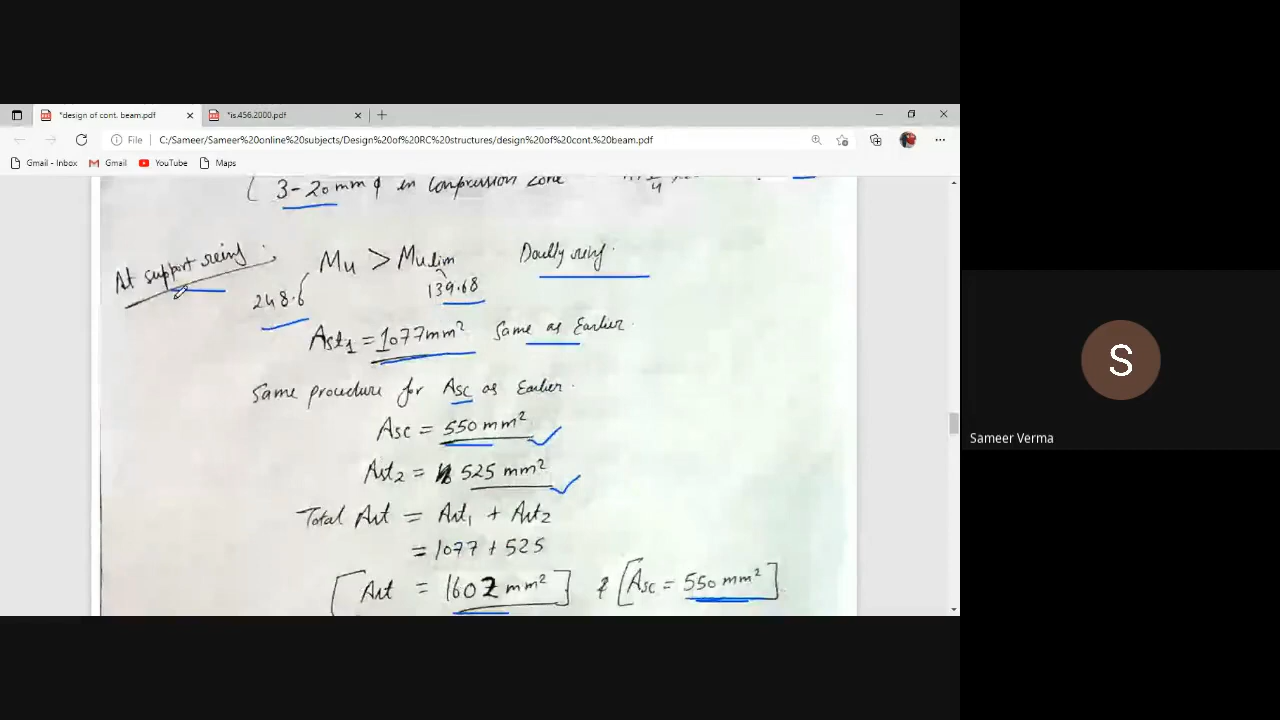 *design of cont. beam.pdf
*is.456.2000.pdf
File C:/Sameer/Sameer%20online%20subjects/Design%20of%20RC%20structures/design%20of%20cont.%20beam.pdf
Gmail - Inbox Gmail YouTube Maps
3-20mm ϕ in Compression zone
At support reinf.
Mu > Mulim Doubly reinf.
248.6 139.68
Ast1 = 1077mm² Same as Earlier.
Same procedure for Asc as Earlier.
Asc = 550 mm²
Ast2 = 525 mm²
Total Ast = Ast1 + Ast2
= 1077 + 525
[Ast = 1602 mm²] & [Asc = 550 mm²]
S
Sameer Verma